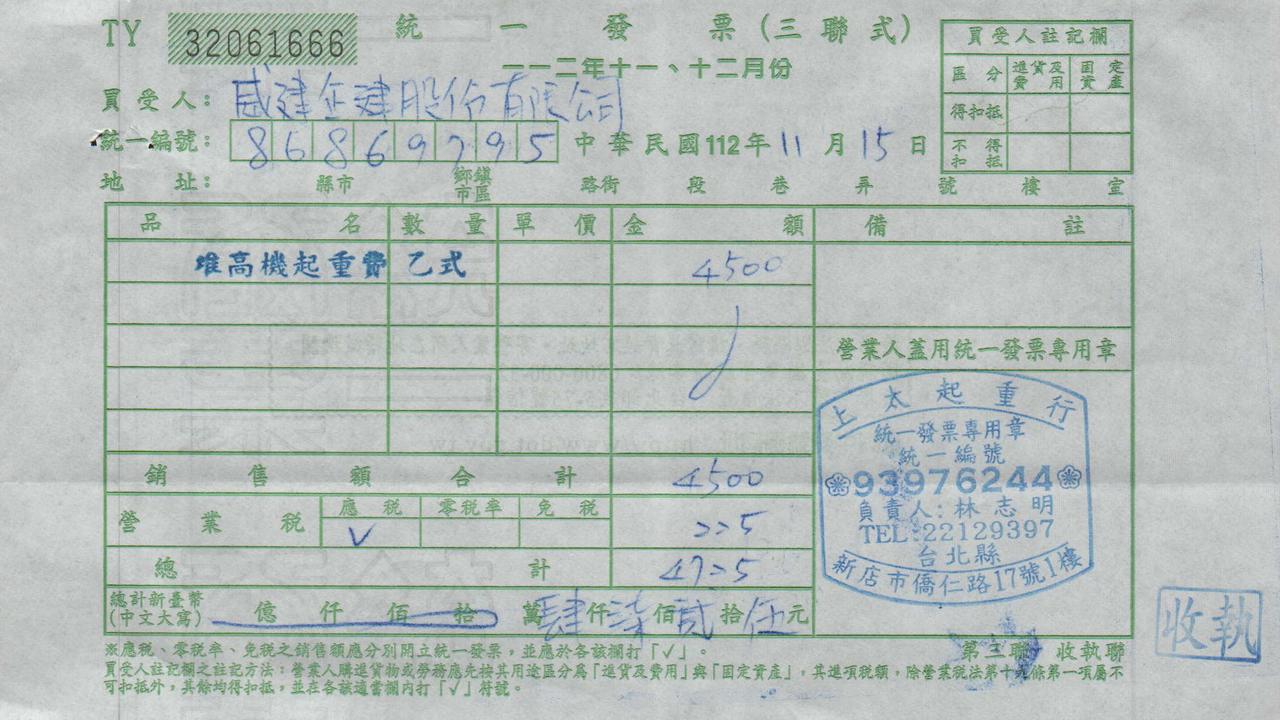 TY 32061666 統一發票(三聯式)
一一二年十一、十二月份
買受人註記欄
區分 進貨及費用 固定資產
得扣抵
不得扣抵
買受人: 威建企建股份有限公司
統一編號: 86869795 中華民國112年11月15日
地址: 縣市 鄉鎮市區 路街 段 巷 弄 號 樓 室
品名 數量 單價 金額 備註
堆高機起重費 乙式 4500
營業人蓋用統一發票專用章
上太起重行
統一發票專用章
統一編號
93976244
負責人:林志明
TEL:22129397
台北縣
新店市僑仁路17號1樓
銷售額合計 4500
營業稅 應稅 零稅率 免稅 225
V
總計 4725
總計新臺幣(中文大寫) 億仟佰拾萬肆仟柒佰貳拾伍元
收執
※應稅、零稅率、免稅之銷售額應分別開立統一發票,並應於各該欄打「✓」。
第三聯 收執聯
買受人註記欄之註記方法:營業人購進貨物或勞務應先按其用途區分為「進貨及費用」與「固定資產」,其進項稅額,除營業稅法第十九條第一項屬不
可扣抵外,其餘均得扣抵,並在各該適當欄內打「✓」符號。